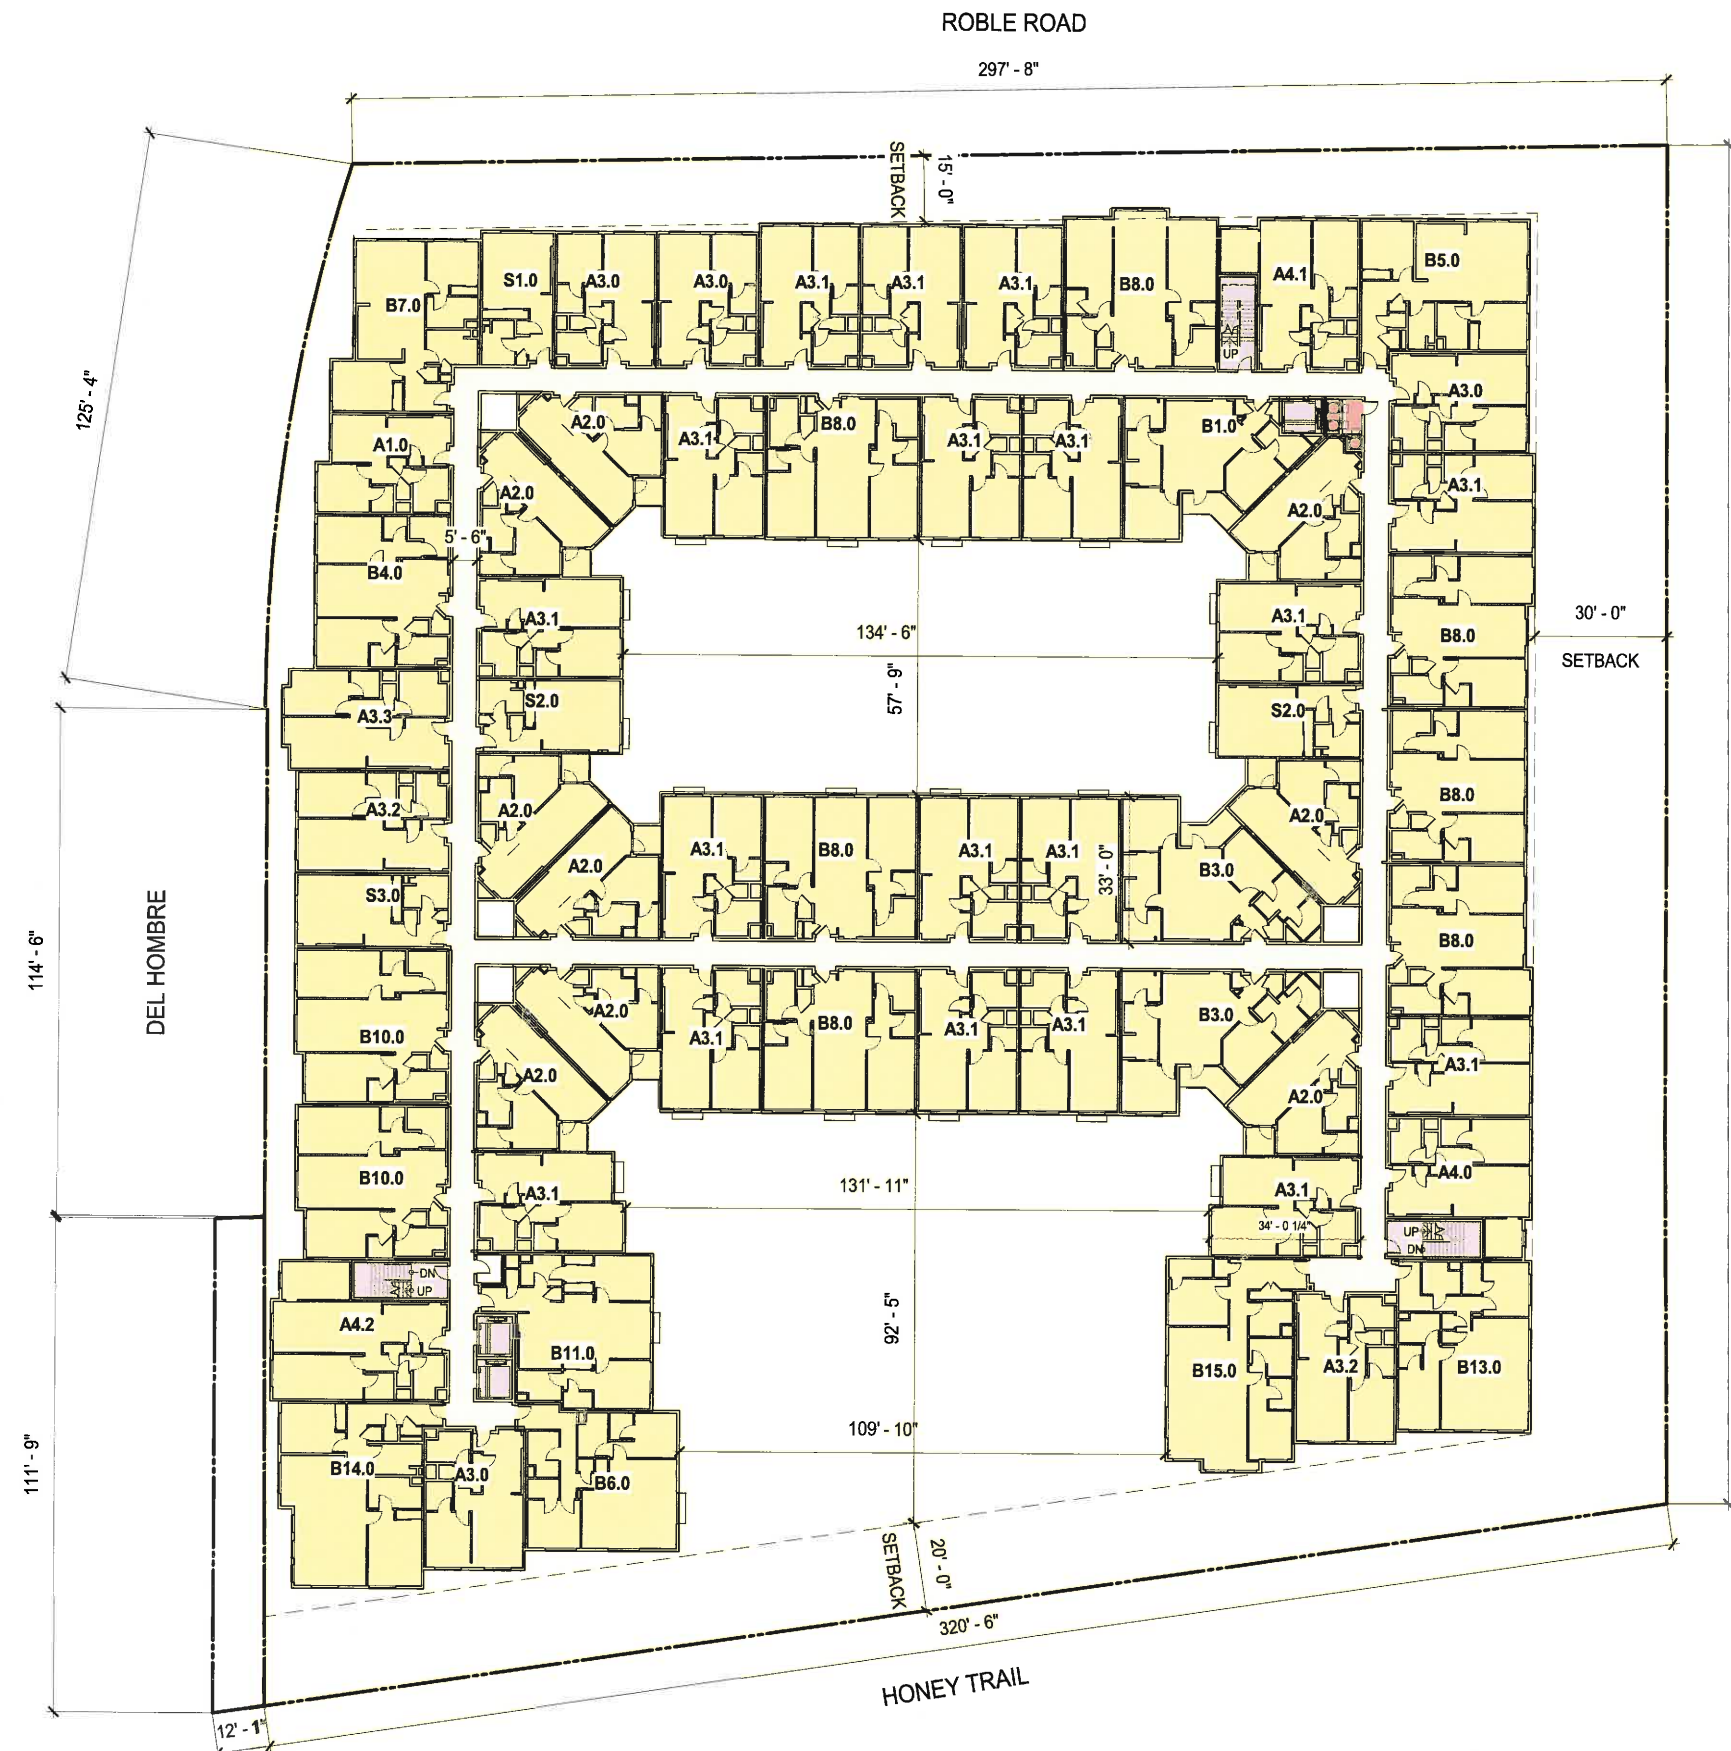 ROBLE ROAD
297' - 8"
SETBACK
15' - 0"
125' - 4"
B7.0
S1.0
A3.0
A3.0
A3.1
A3.1
A3.1
B8.0
UP
A4.1
B5.0
A3.0
A2.0
A3.1
B8.0
A3.1
A3.1
B1.0
A1.0
A2.0
A2.0
A3.1
5' - 6"
B4.0
A3.1
134' - 6"
57' - 9"
A3.1
B8.0
30' - 0"
SETBACK
A3.3
S2.0
S2.0
A3.2
A2.0
A2.0
B8.0
A2.0
A3.1
B8.0
A3.1
A3.1
33' - 0"
B3.0
S3.0
B8.0
114' - 6"
DEL HOMBRE
B10.0
A2.0
A2.0
A3.1
B8.0
A3.1
A3.1
B3.0
A2.0
A3.1
B10.0
A3.1
131' - 11"
A3.1
34' - 0 1/4"
A4.0
UP
DN
DN
UP
A4.2
B11.0
92' - 5"
B15.0
A3.2
B13.0
109' - 10"
111' - 9"
B14.0
A3.0
B6.0
SETBACK
20' - 0"
320' - 6"
HONEY TRAIL
12' - 1"